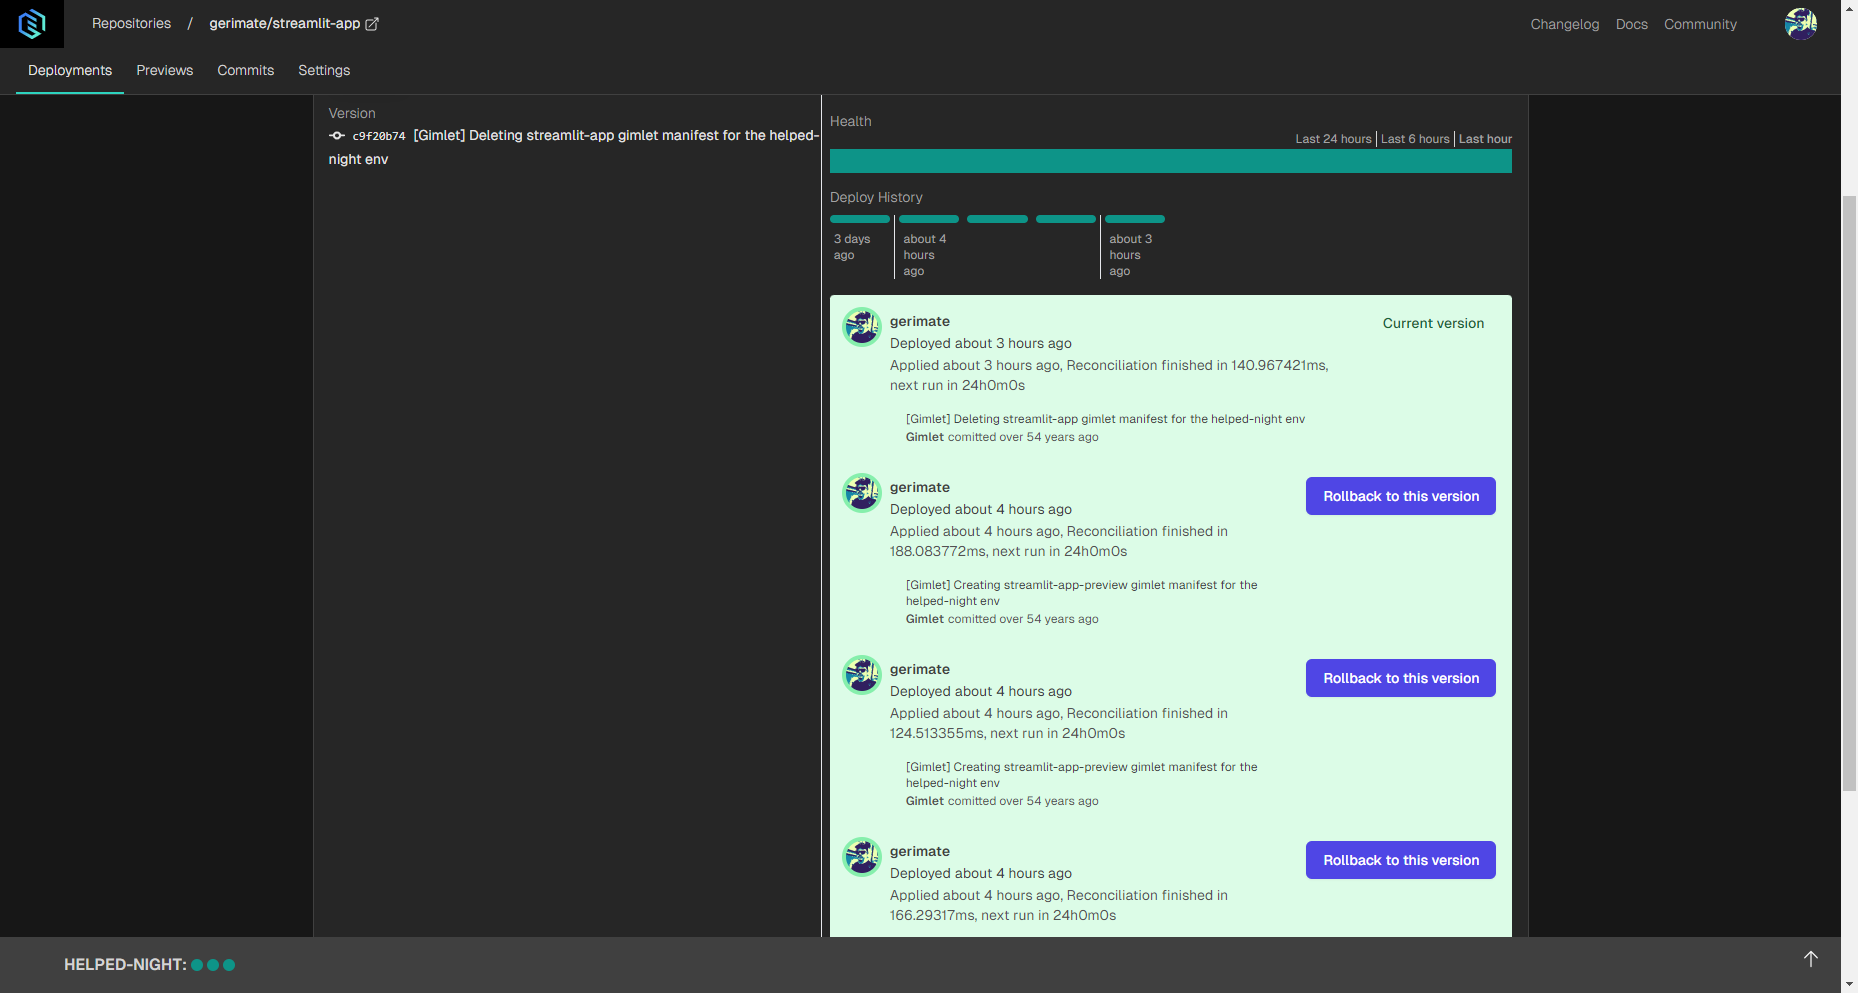 Repositories / gerimate/streamlit-app
Changelog Docs Community
Deployments Previews Commits Settings
Version
c9f20b74 [Gimlet] Deleting streamlit-app gimlet manifest for the helped-
night env
Health
Last 24 hours Last 6 hours Last hour
Deploy History
3 days
ago
about 4
hours
ago
about 3
hours
ago
gerimate
Current version
Deployed about 3 hours ago
Applied about 3 hours ago, Reconciliation finished in 140.967421ms,
next run in 24h0m0s
[Gimlet] Deleting streamlit-app gimlet manifest for the helped-night env
Gimlet comitted over 54 years ago
gerimate
Rollback to this version
Deployed about 4 hours ago
Applied about 4 hours ago, Reconciliation finished in
188.083772ms, next run in 24h0m0s
[Gimlet] Creating streamlit-app-preview gimlet manifest for the
helped-night env
Gimlet comitted over 54 years ago
gerimate
Rollback to this version
Deployed about 4 hours ago
Applied about 4 hours ago, Reconciliation finished in
124.513355ms, next run in 24h0m0s
[Gimlet] Creating streamlit-app-preview gimlet manifest for the
helped-night env
Gimlet comitted over 54 years ago
gerimate
Rollback to this version
Deployed about 4 hours ago
Applied about 4 hours ago, Reconciliation finished in
166.29317ms, next run in 24h0m0s
HELPED-NIGHT: